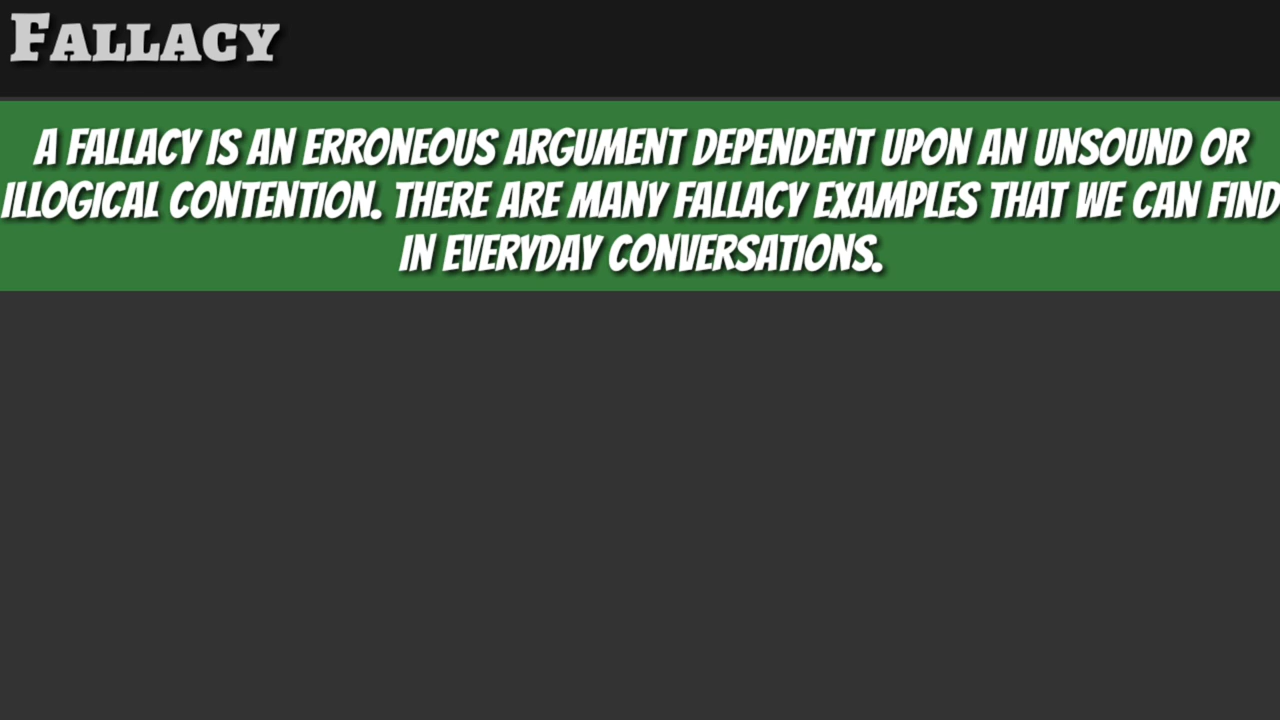 Fallacy
A FALLACY IS AN ERRONEOUS ARGUMENT DEPENDENT UPON AN UNSOUND OR
ILLOGICAL CONTENTION. THERE ARE MANY FALLACY EXAMPLES THAT WE CAN FIND
IN EVERYDAY CONVERSATIONS.